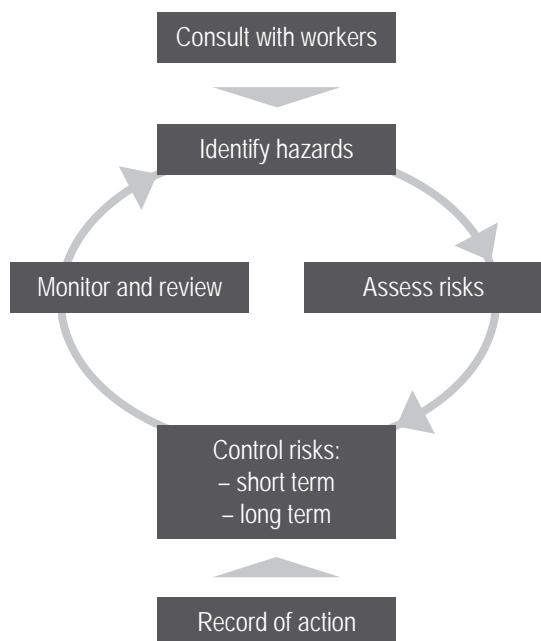 Consult with workers
Identify hazards
Monitor and review
Assess risks
Control risks:
– short term
– long term
Record of action